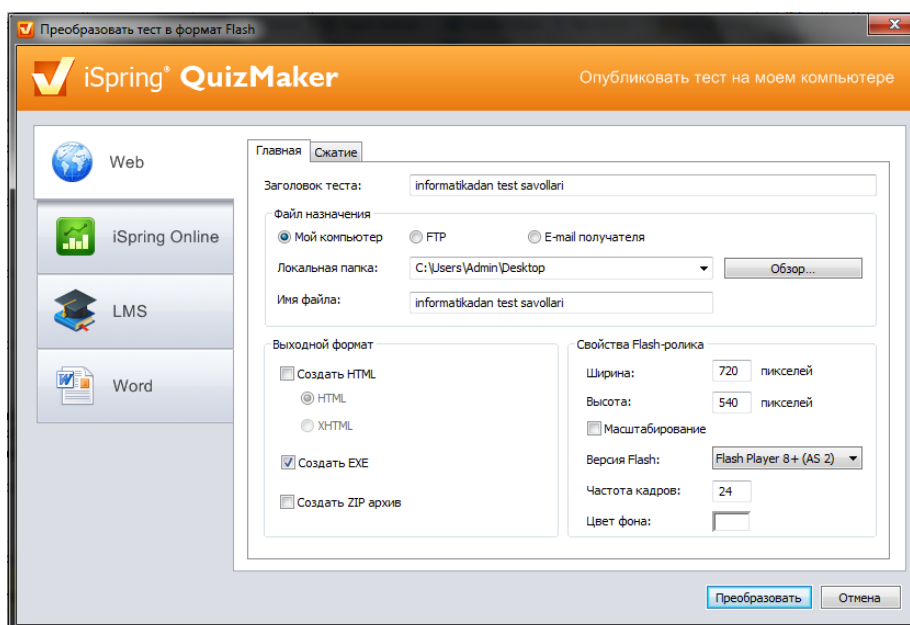 Преобразовать тест в формат Flash
iSpring® QuizMaker
Опубликовать тест на моем компьютере
Web
iSpring Online
LMS
Word
Главная Сжатие
Заголовок теста: informatikadan test savollari
Файл назначения
Мой компьютер FTP E-mail получателя
Локальная папка: C:\Users\Admin\Desktop Обзор...
Имя файла: informatikadan test savollari
Выходной формат
Создать HTML
HTML
XHTML
Создать EXE
Создать ZIP архив
Свойства Flash-ролика
Ширина: 720 пикселей
Высота: 540 пикселей
Масштабирование
Версия Flash: Flash Player 8+ (AS 2)
Частота кадров: 24
Цвет фона:
Преобразовать Отмена